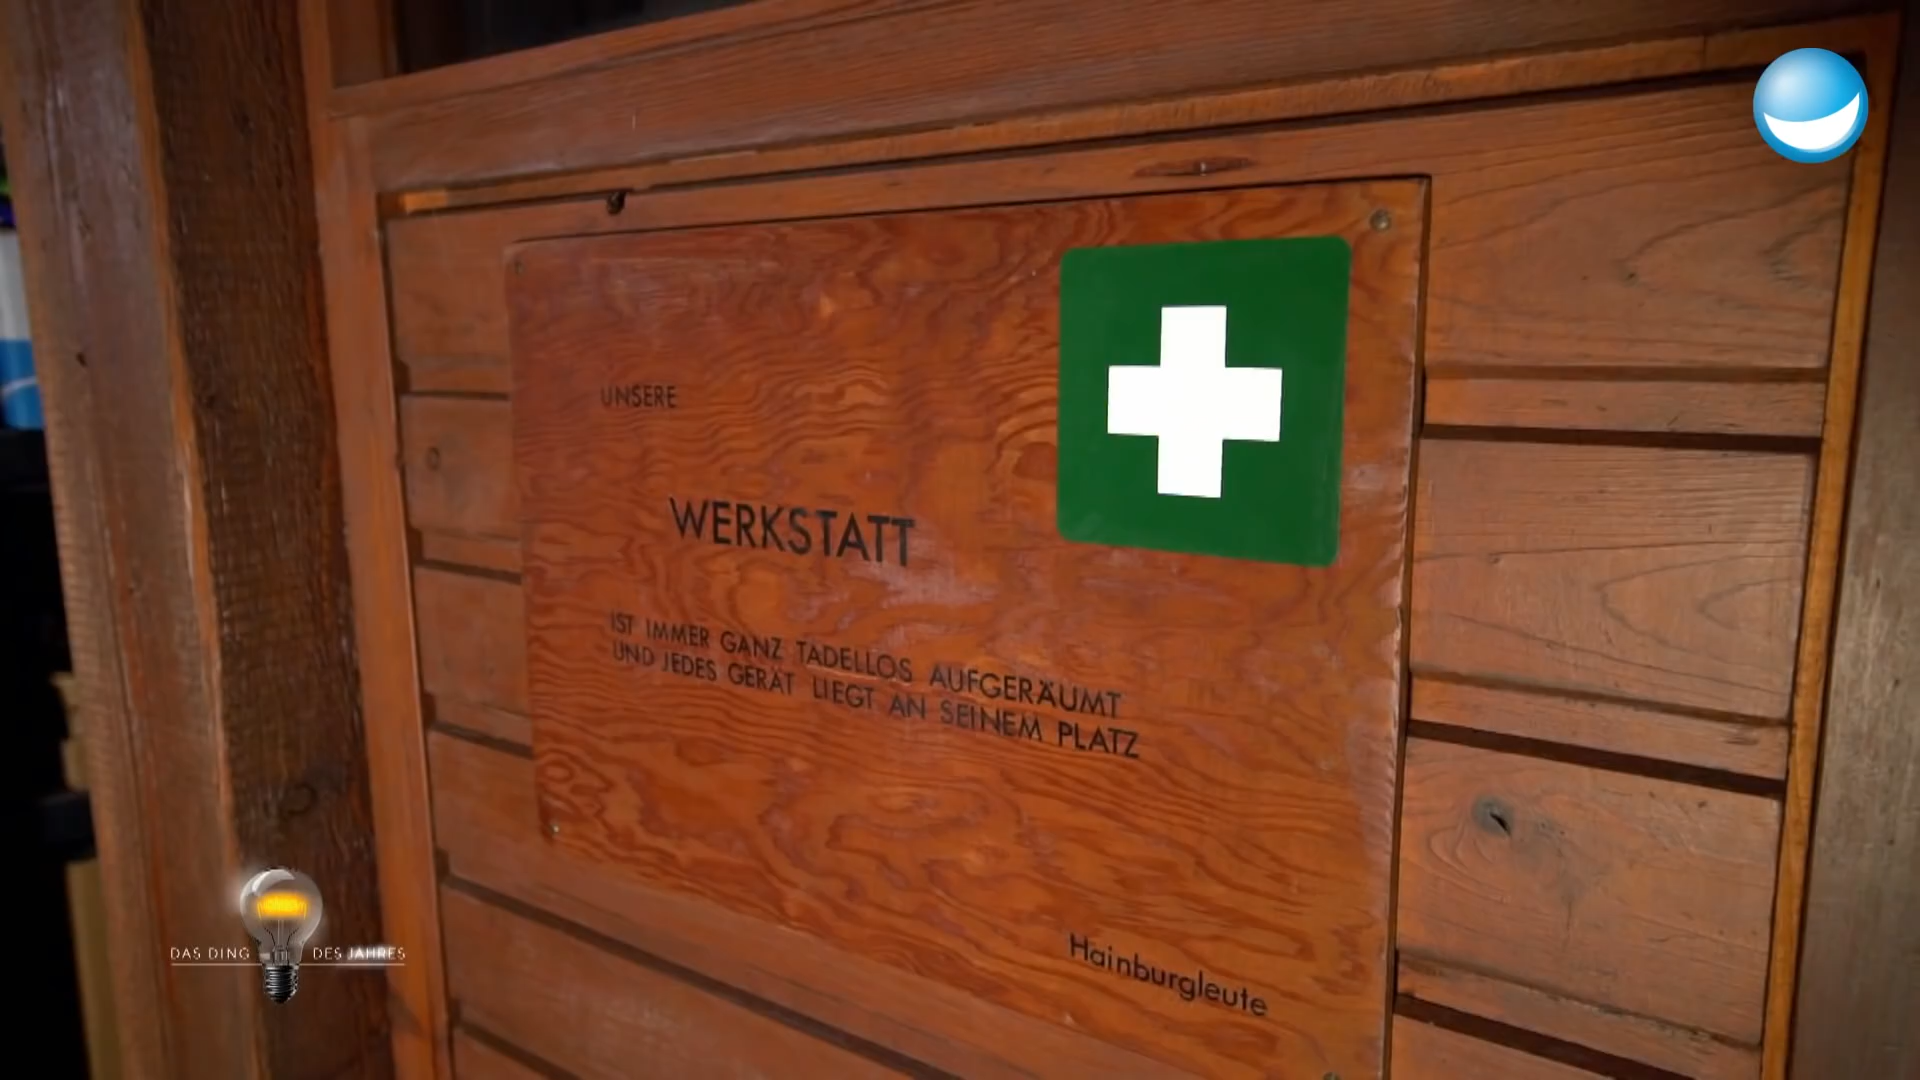 UNSERE
WERKSTATT
IST IMMER GANZ TADELLOS AUFGERÄUMT
UND JEDES GERÄT LIEGT AN SEINEM PLATZ
Hainburgleute
DAS DING DES JAHRES